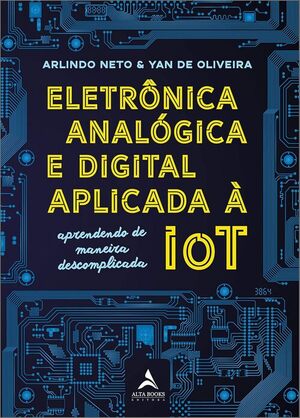 ARLINDO NETO & YAN DE OLIVEIRA
ELETRÔNICA
ANALÓGICA
E DIGITAL
APLICADA À
aprendendo de
maneira
descomplicada
IoT
3864
ALTA BOOKS
EDITORA